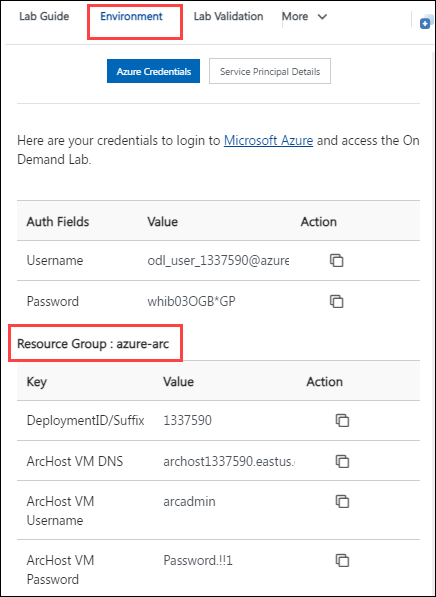 Lab Guide Environment Lab Validation More
Azure Credentials Service Principal Details
Here are your credentials to login to Microsoft Azure and access the On
Demand Lab.
Auth Fields Value Action
Username odl_user_1337590@azure
Password whib03OGB*GP
Resource Group : azure-arc
Key Value Action
DeploymentID/Suffix 1337590
ArcHost VM DNS archost1337590.eastus.
ArcHost VM
Username
arcadmin
ArcHost VM
Password
Password.!!1